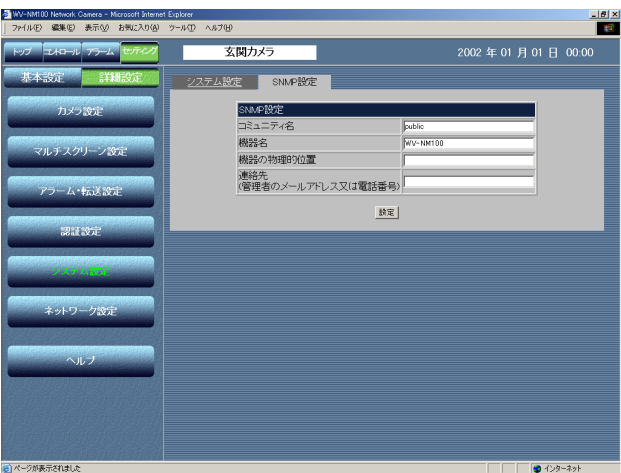 WV-NM100 Network Camera - Microsoft Internet Explorer
ファイル(F) 編集(E) 表示(V) お気に入り(A) ツール(T) ヘルプ(H)
トップ コントロール アラーム セッティング 玄関カメラ 2002 年 01 月 01 日 00:00
基本設定 詳細設定 システム設定 SNMP設定
カメラ設定
マルチスクリーン設定
アラーム・転送設定
認証設定
システム設定
ネットワーク設定
ヘルプ
SNMP設定
コミュニティ名 public
機器名 WV-NM100
機器の物理的位置
連絡先
(管理者のメールアドレス又は電話番号)
設定
ページが表示されました インターネット